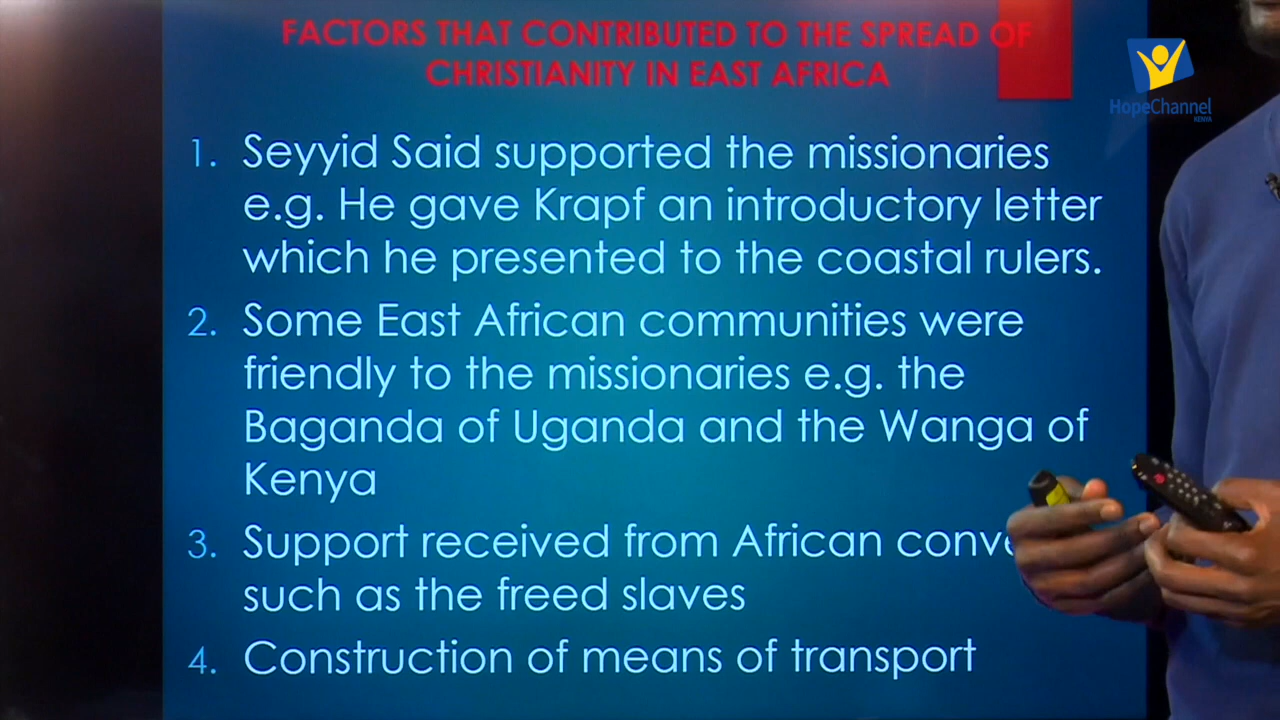 FACTORS THAT CONTRIBUTED TO THE SPREAD OF
CHRISTIANITY IN EAST AFRICA
HopeChannel
KENYA
1. Seyyid Said supported the missionaries
e.g. He gave Krapf an introductory letter
which he presented to the coastal rulers.
2. Some East African communities were
friendly to the missionaries e.g. the
Baganda of Uganda and the Wanga of
Kenya
3. Support received from African
such as the freed slaves
4. Construction of means of transport